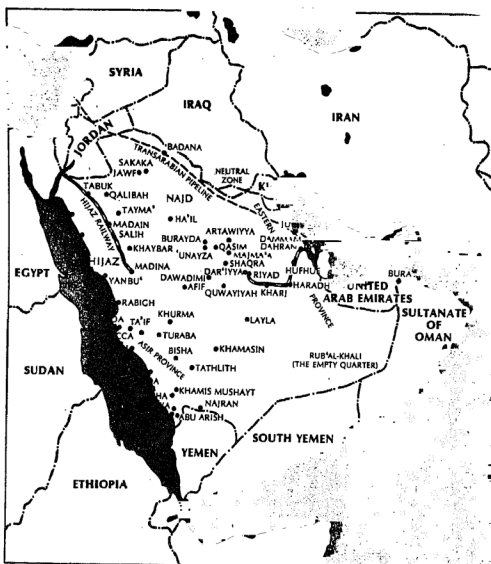 SYRIA
IRAQ
IRAN
JORDAN
BADANA
TRANSARABIAN PIPELINE
SAKAKA
JAWF
NEUTRAL
ZONE
TABUK
QALIBAH
NAJD
EASTERN
HIJAZ RAILWAY
TAYMA'
HA'IL
MADAIN
SALIH
ARTAWIYYA
BURAYDA
QASIM
DAMMAM
DAHRAN
KHAYBAR
'UNAYZA
MAJMA'A
SHAQRA
EGYPT
HIJAZ
MADINA
DAR'IYYA
RIYAD
HUFHUF
DAWADIMI
YANBU'
AFIF
QUWAYIYAH
KHARJ
HARADH
PROVINCE
UNITED
ARAB EMIRATES
SULTANATE
OF
OMAN
RABIGH
KHURMA
LAYLA
TA'IF
TURABA
ASIR PROVINCE
BISHA
KHAMASIN
RUB'AL-KHALI
(THE EMPTY QUARTER)
SUDAN
TATHLITH
KHAMIS MUSHAYT
NAJRAN
ABU ARISH
YEMEN
SOUTH YEMEN
ETHIOPIA